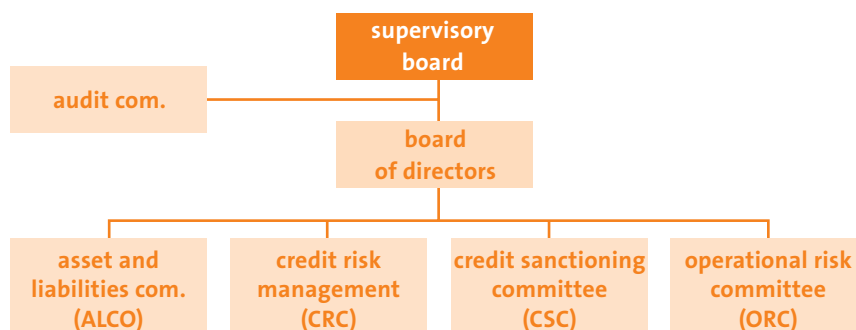 supervisory
board
audit com.
board
of directors
asset and
liabilities com.
(ALCO)
credit risk
management
(CRC)
credit sanctioning
committee
(CSC)
operational risk
committee
(ORC)